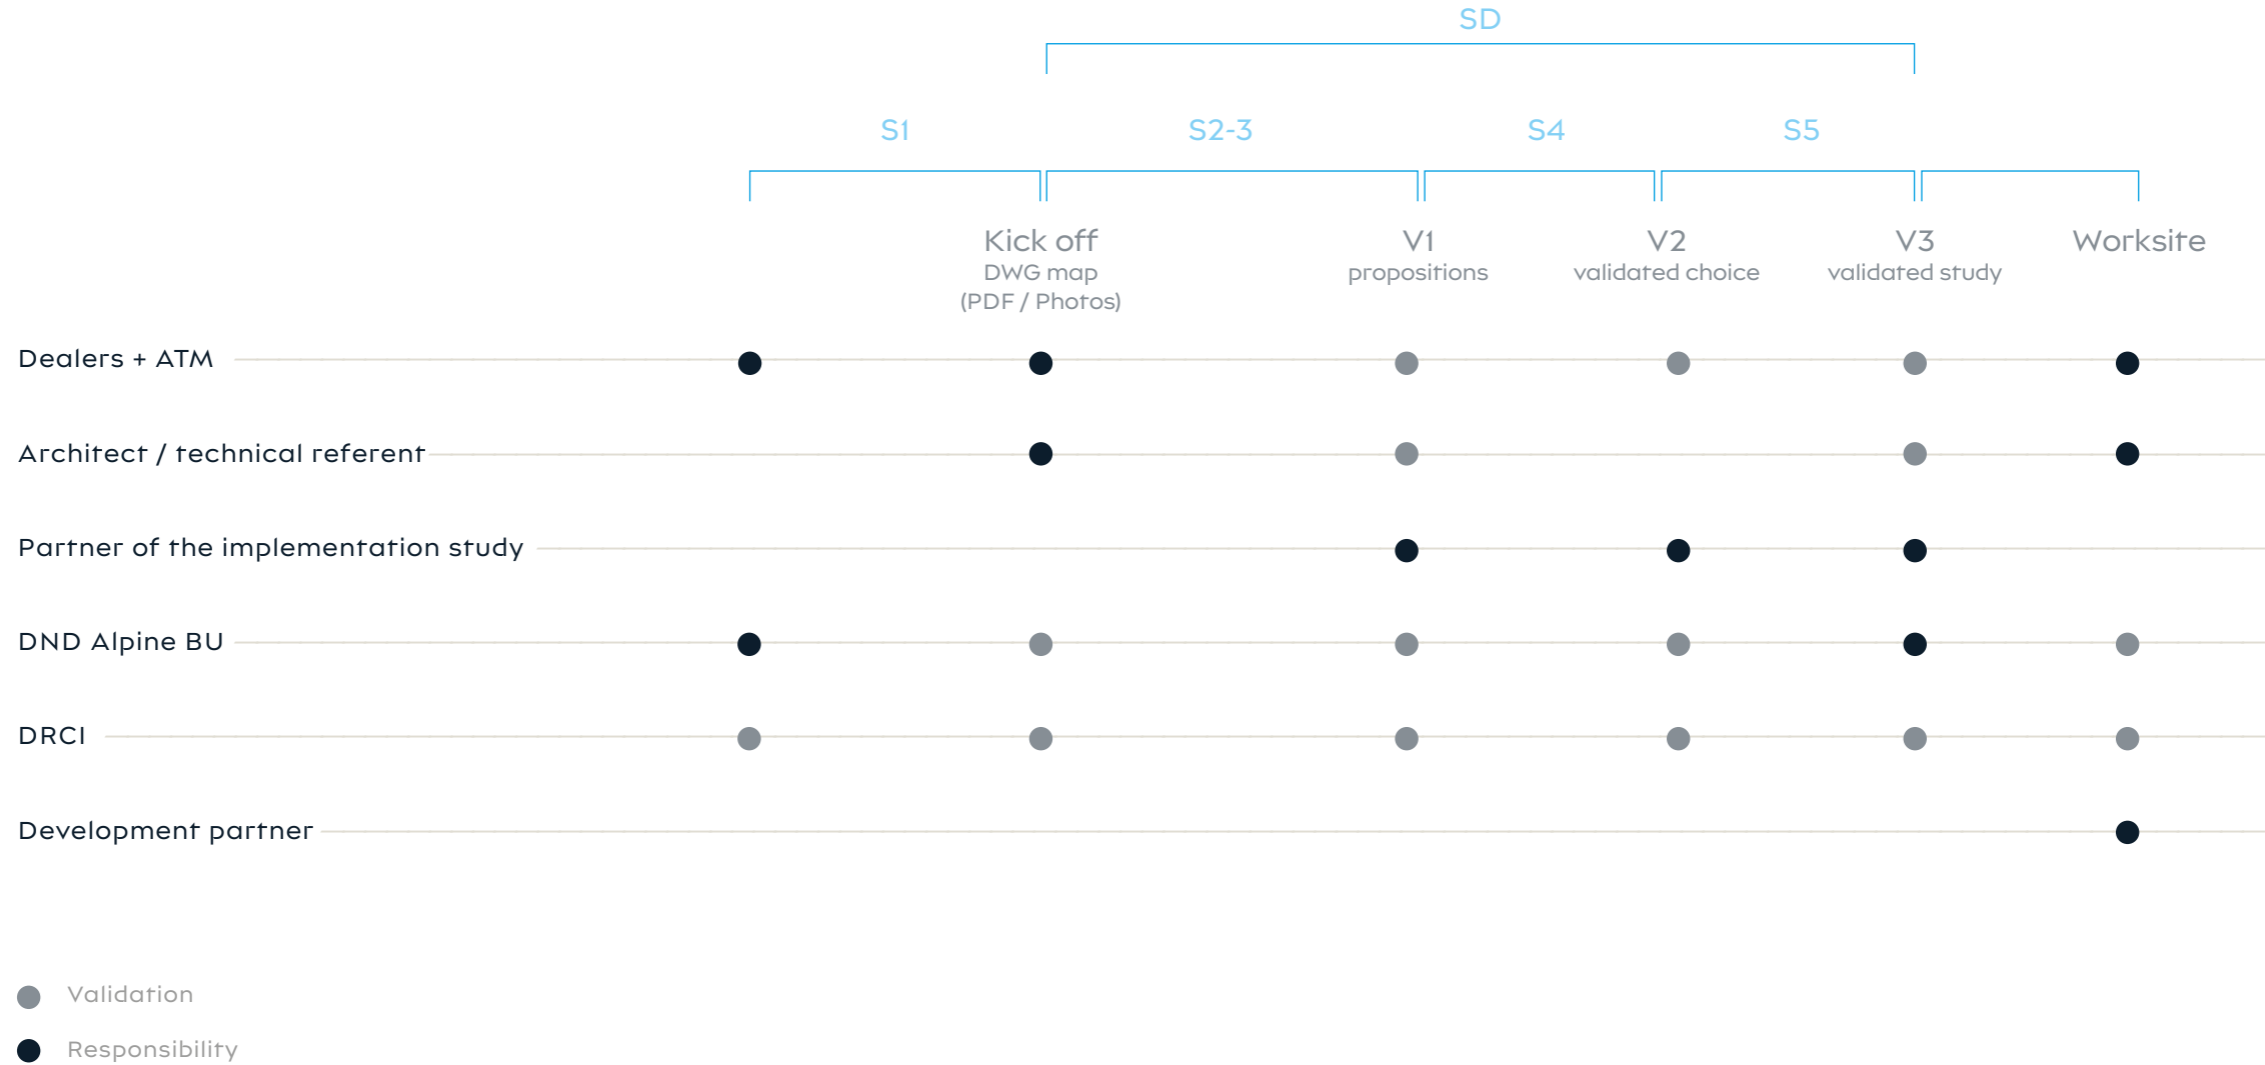 SD
S1
S2-3
S4
S5
Kick off
DWG map
(PDF / Photos)
V1
propositions
V2
validated choice
V3
validated study
Worksite
Dealers + ATM
Architect / technical referent
Partner of the implementation study
DND Alpine BU
DRCI
Development partner
Validation
Responsibility